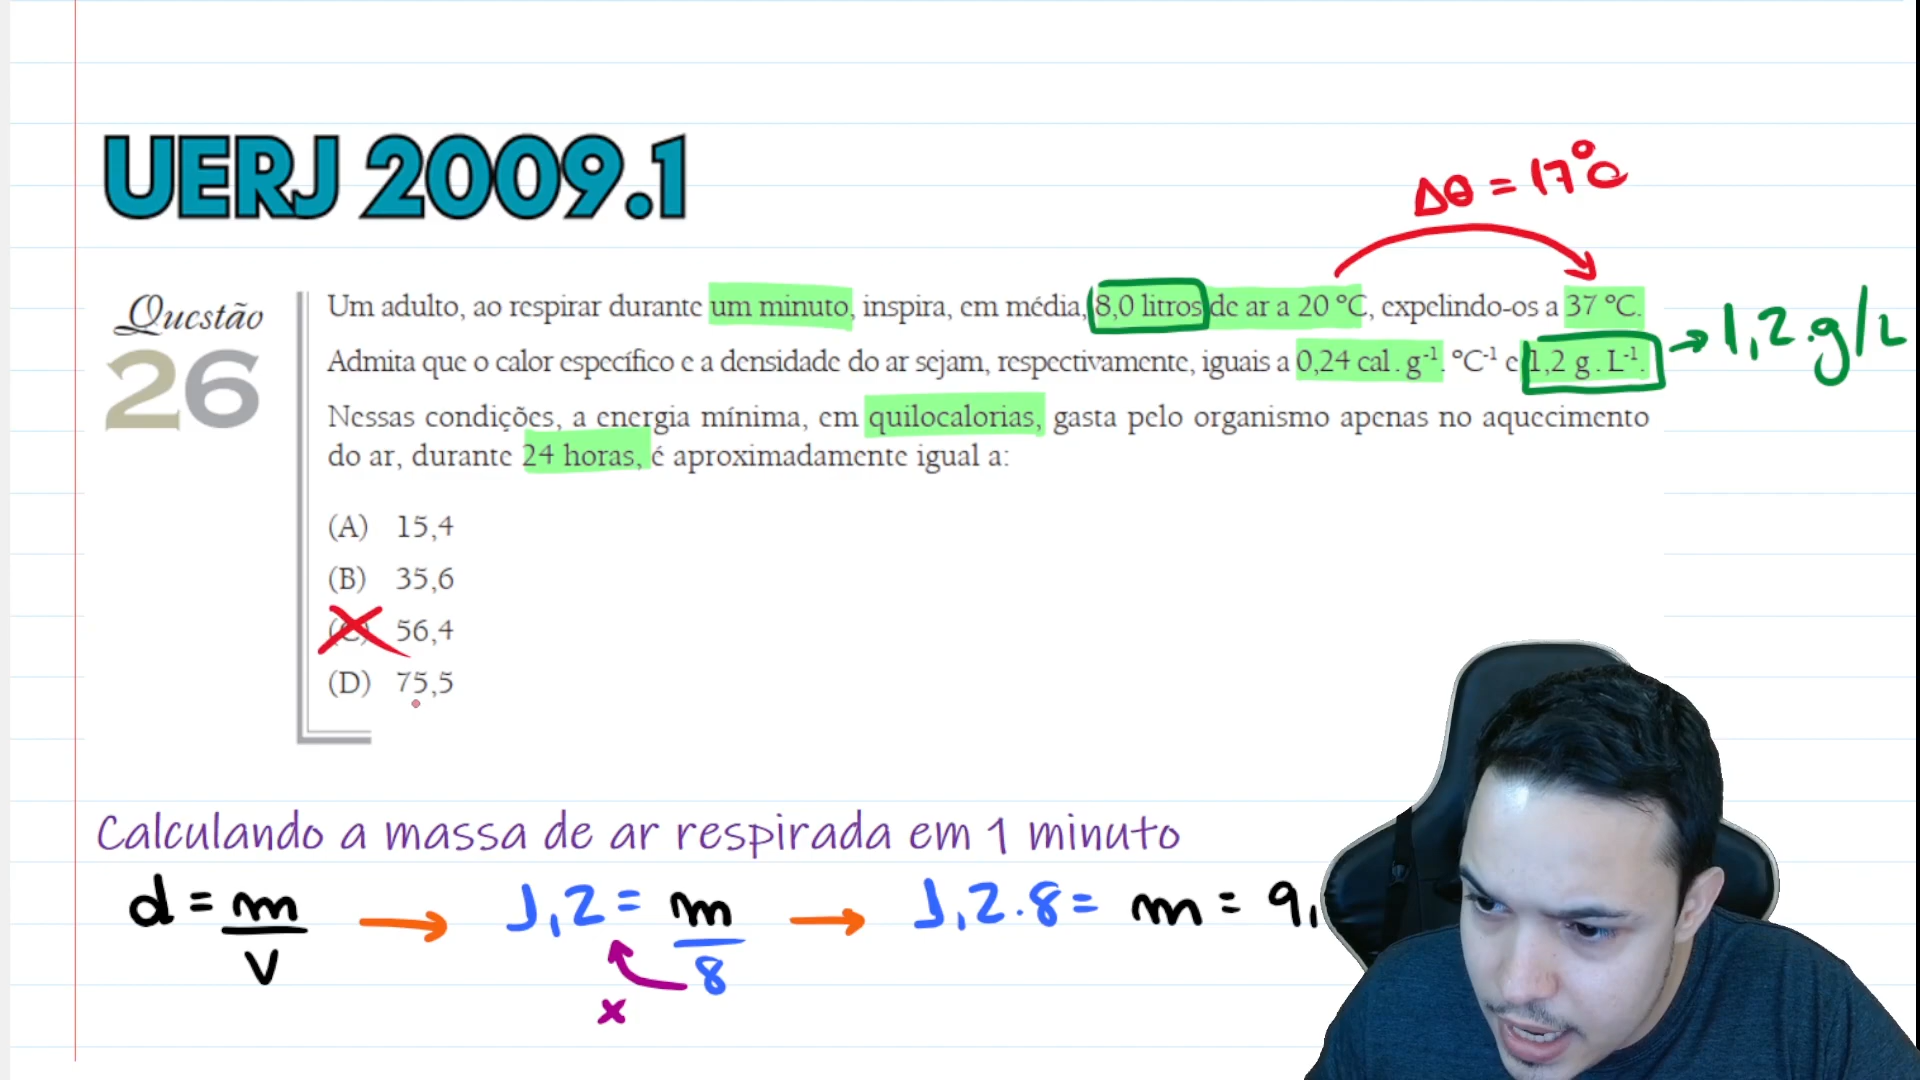 UERJ 2009.1
Δθ = 17°C
Questão
26
Um adulto, ao respirar durante um minuto, inspira, em média, 8,0 litros de ar a 20 ºC, expelindo-os a 37 ºC.
→ 1,2.g/L
Admita que o calor específico e a densidade do ar sejam, respectivamente, iguais a 0,24 cal . g⁻¹. ºC⁻¹ e 1,2 g . L⁻¹.
Nessas condições, a energia mínima, em quilocalorias, gasta pelo organismo apenas no aquecimento
do ar, durante 24 horas, é aproximadamente igual a:
(A) 15,4
(B) 35,6
(C) 56,4
(D) 75,5
Calculando a massa de ar respirada em 1 minuto
d = m/V → 1,2 = m/8 → 1,2.8 = m = 9,
x